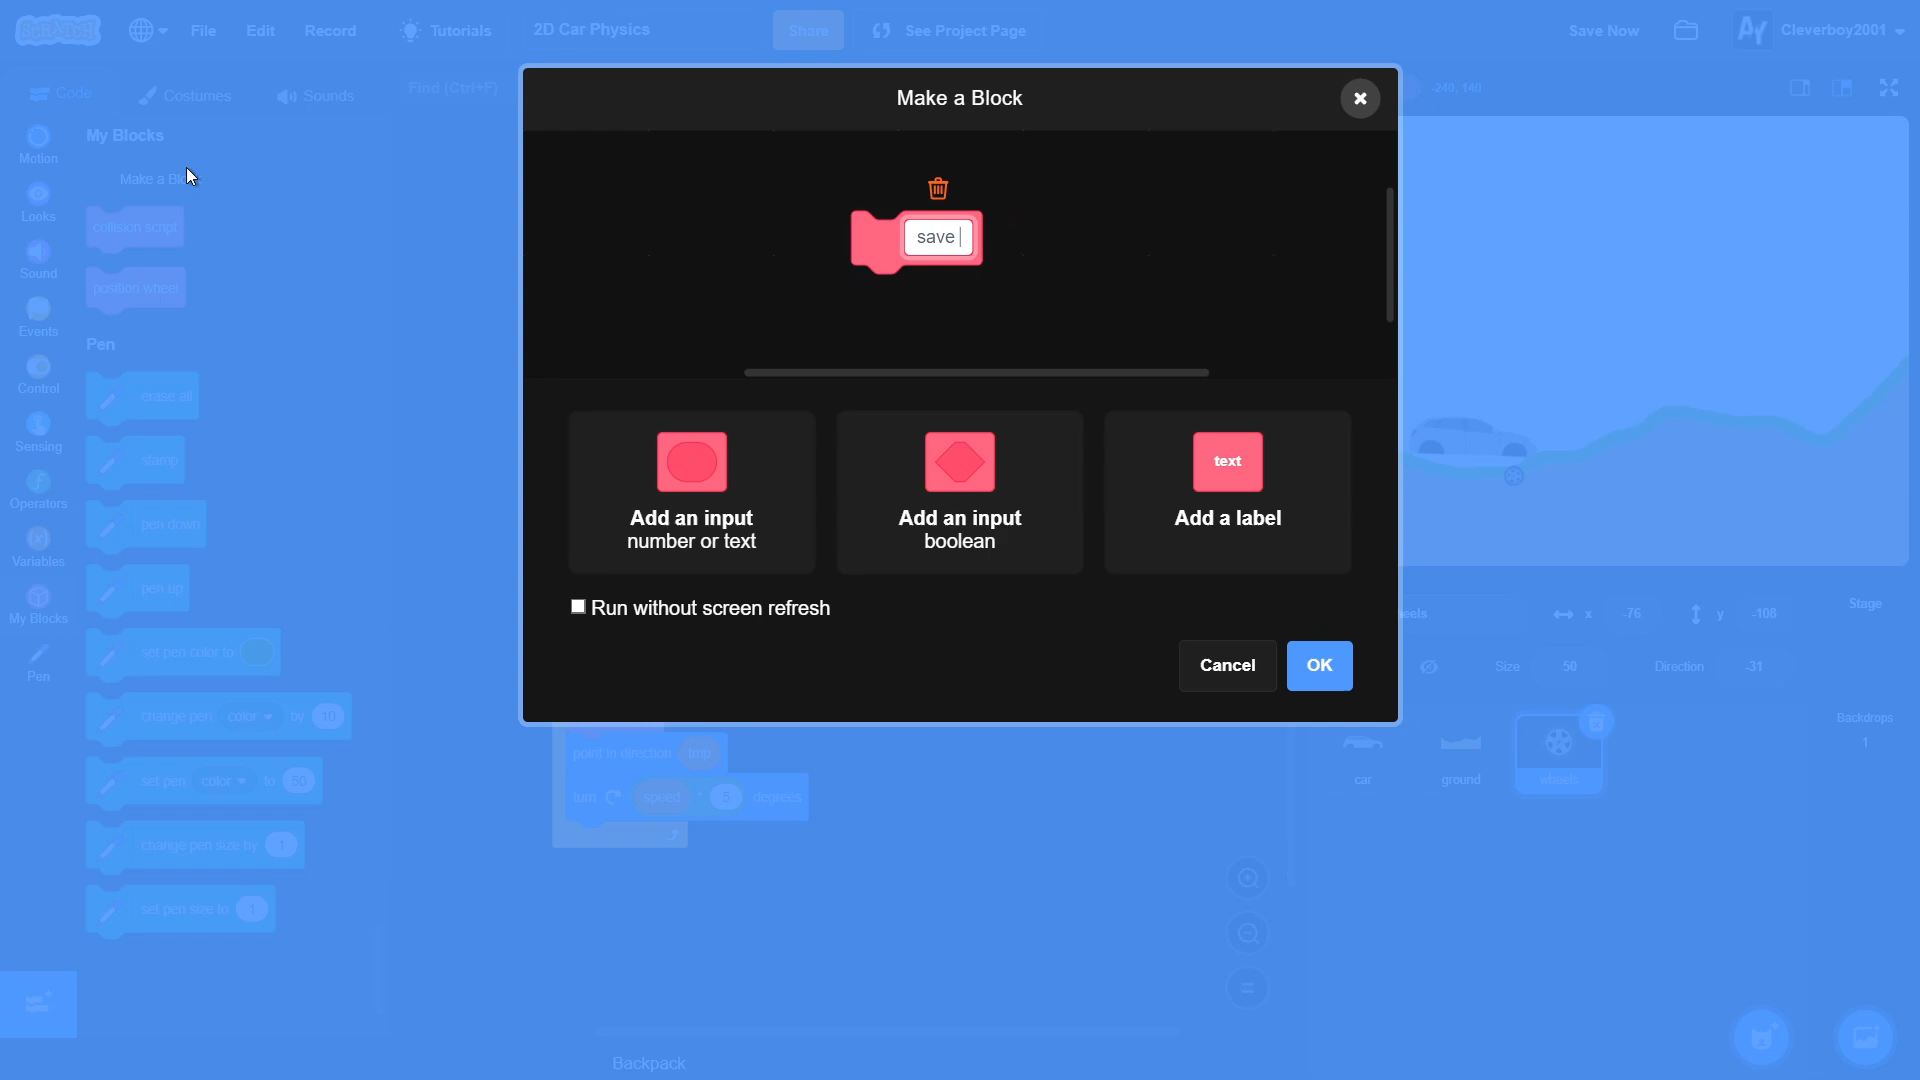 SCRATCH
File
Edit
Record
Tutorials
2D Car Physics
Share
See Project Page
Save Now
Cleverboy2001
Code
Costumes
Sounds
Find (Ctrl+F)
Make a Block
-240, 140
Motion
Looks
Sound
Events
Control
Sensing
Operators
Variables
My Blocks
Pen
My Blocks
Make a Bl
collision script
position wheel
Pen
erase all
stamp
pen down
pen up
set pen color to
change pen color by 10
set pen color to 50
change pen size by 1
set pen size to 1
save
text
Add an input
number or text
Add an input
boolean
Add a label
Run without screen refresh
Cancel
OK
point in direction tmp
turn speed * 5 degrees
Backpack
eels
x -76
y -108
Size 50
Direction -31
Stage
Backdrops
1
car
ground
wheels